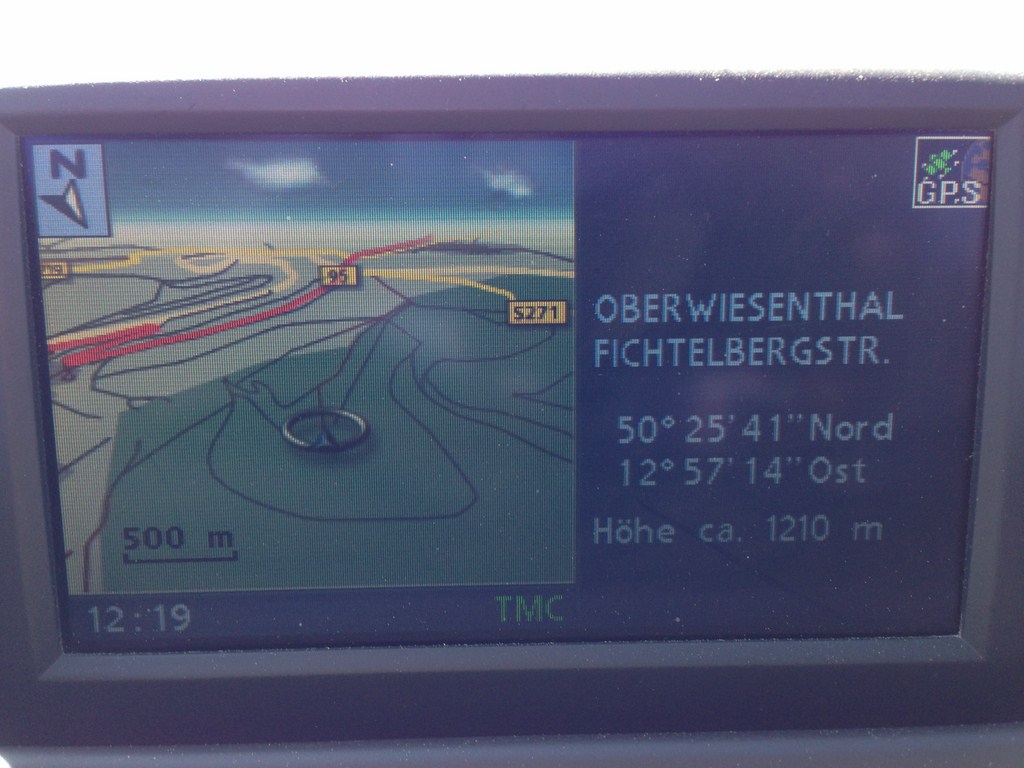 N
GPS
95
S271
OBERWIESENTHAL
FICHTELBERGSTR.
50° 25' 41" Nord
12° 57' 14" Ost
Höhe ca. 1210 m
500 m
12:19
TMC